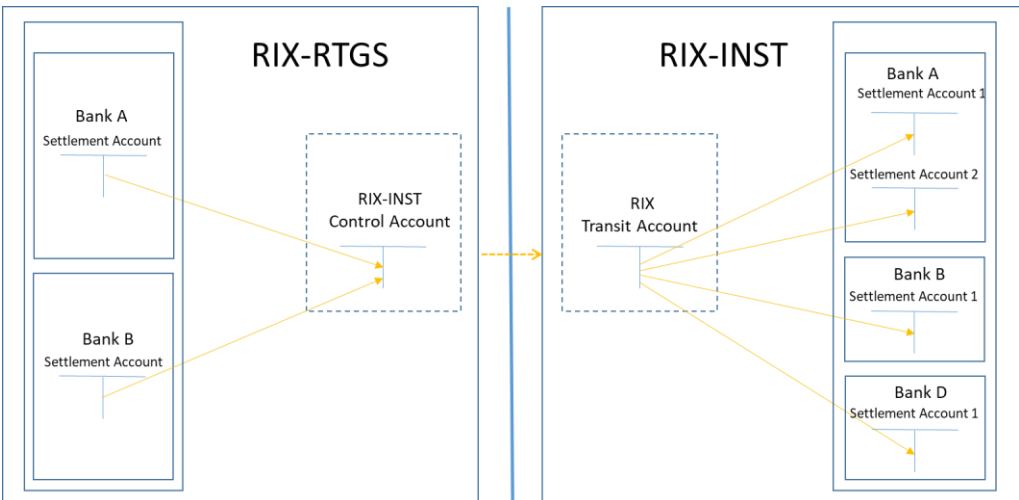 RIX-RTGS
Bank A
Settlement Account
RIX-INST
Control Account
Bank B
Settlement Account
RIX-INST
RIX
Transit Account
Bank A
Settlement Account 1
Settlement Account 2
Bank B
Settlement Account 1
Bank D
Settlement Account 1